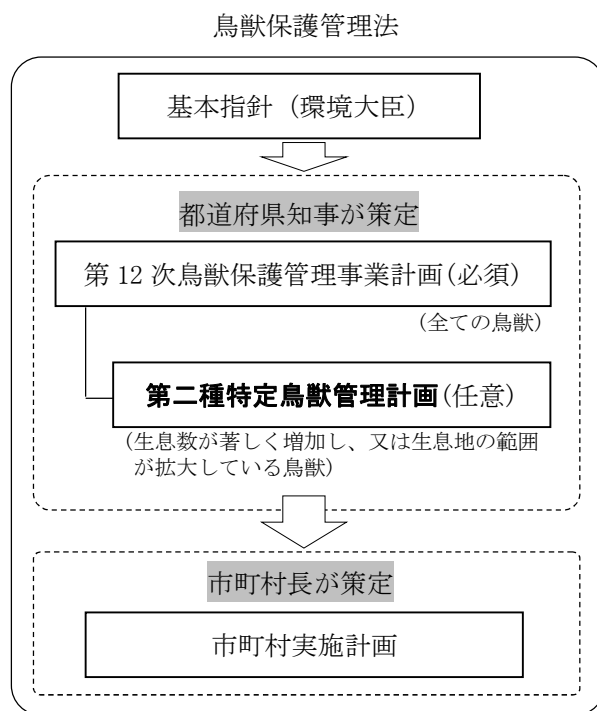 鳥獣保護管理法
基本指針（環境大臣）
都道府県知事が策定
第 12 次鳥獣保護管理事業計画(必須)
(全ての鳥獣)
第二種特定鳥獣管理計画(任意)
(生息数が著しく増加し、又は生息地の範囲
が拡大している鳥獣)
市町村長が策定
市町村実施計画